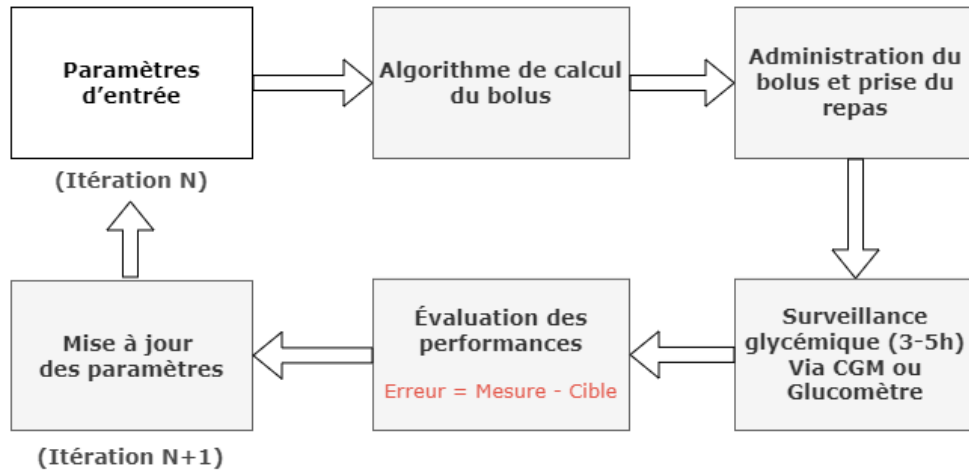 Paramètres
d’entrée
(Itération N)
Algorithme de calcul
du bolus
Administration du
bolus et prise du
repas
Surveillance
glycémique (3-5h)
Via CGM ou
Glucomètre
Évaluation des
performances
Erreur = Mesure - Cible
Mise à jour
des paramètres
(Itération N+1)